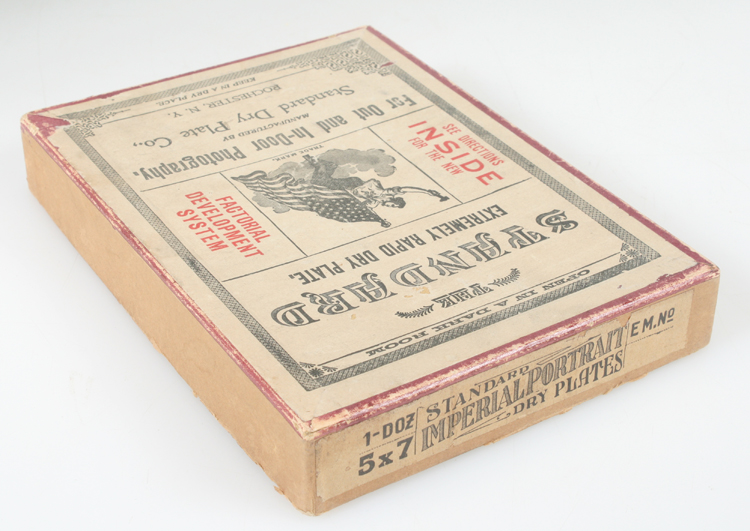 OPEN IN A DARK ROOM
THE
STANDARD
EXTREMELY RAPID DRY PLATE.
FACTORIAL
DEVELOPMENT
SYSTEM
TRADE MARK.
SEE DIRECTIONS
INSIDE
FOR THE NEW
For Out and In-Door Photography.
MANUFACTURED BY
Standard Dry Plate Co.,
ROCHESTER, N. Y.
KEEP IN A DRY PLACE.
1-DOZ
5x7
STANDARD
IMPERIAL PORTRAIT
DRY PLATES
EM.No